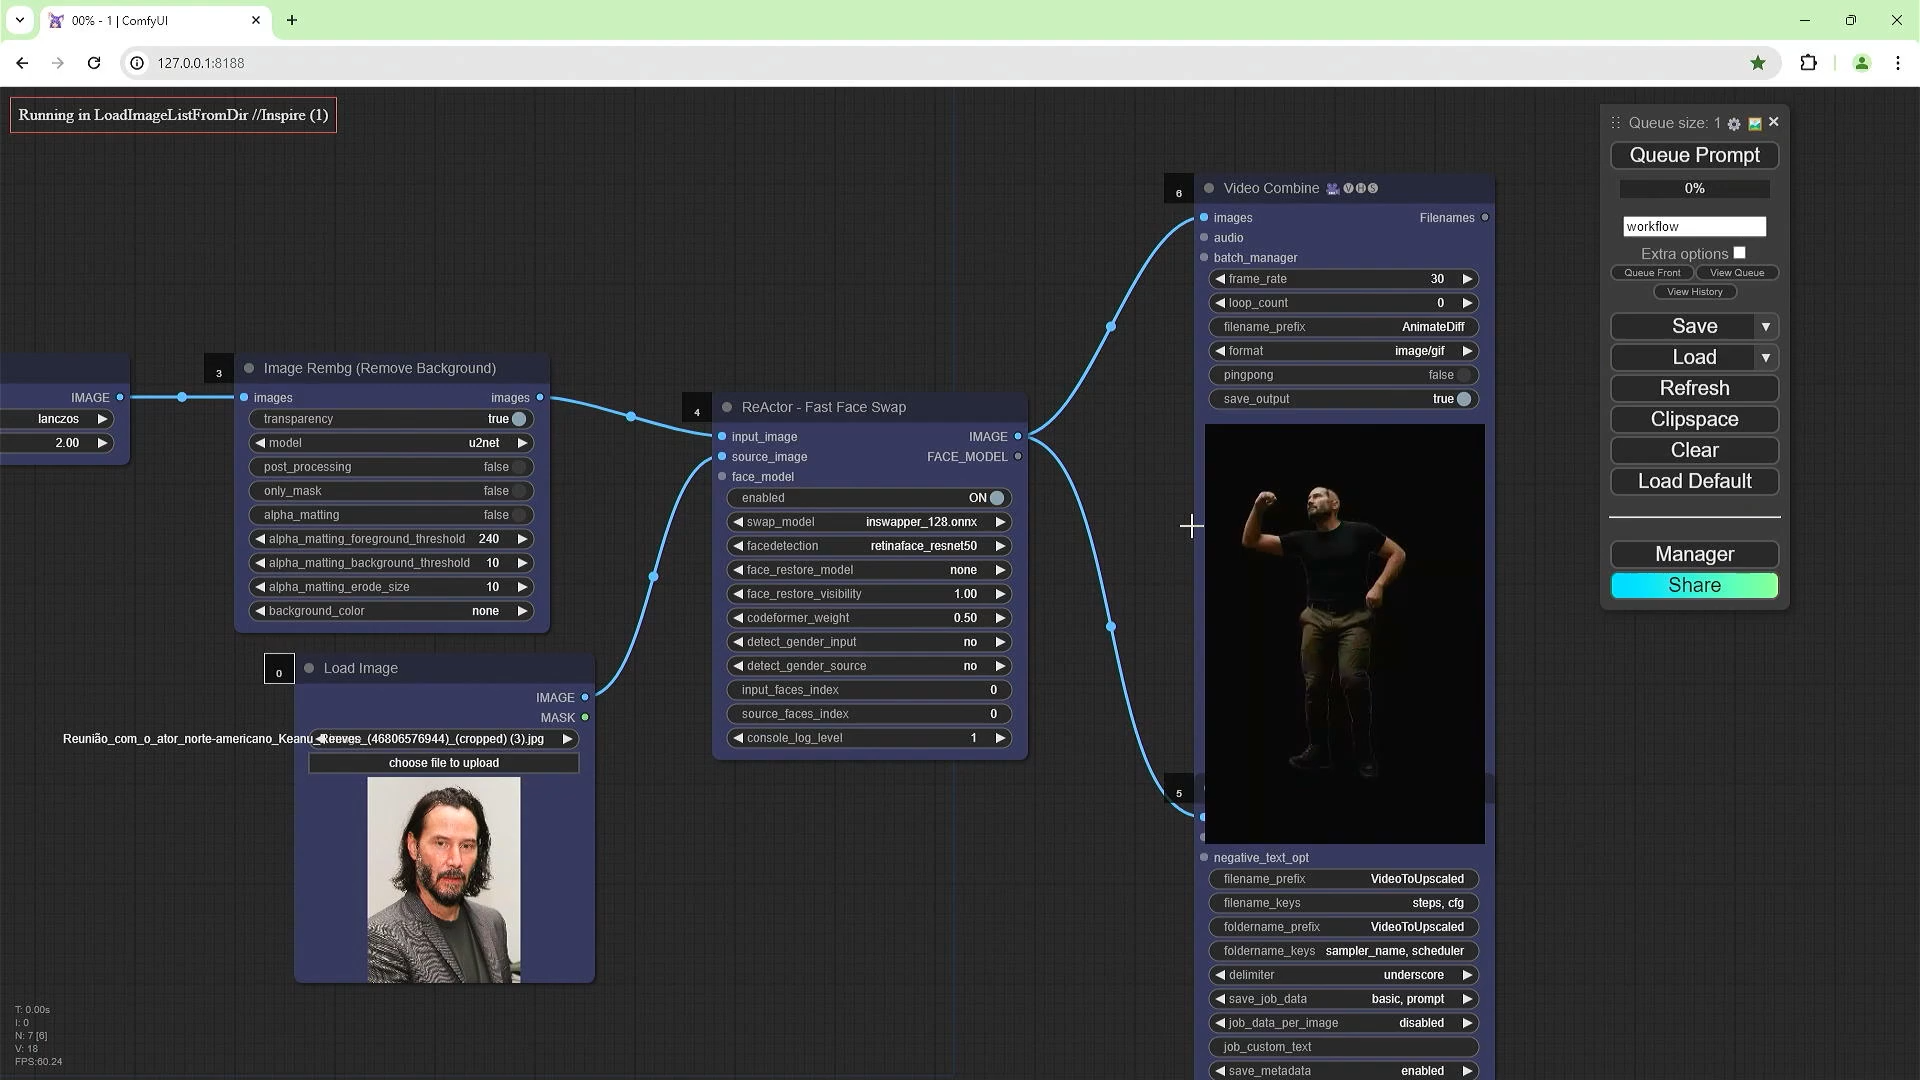 00% - 1 | ComfyUI
127.0.0.1:8188
Running in LoadImageListFromDir //Inspire (1)
IMAGE
lanczos
2.00
3
Image Rembg (Remove Background)
images images
transparency true
model u2net
post_processing false
only_mask false
alpha_matting false
alpha_matting_foreground_threshold 240
alpha_matting_background_threshold 10
alpha_matting_erode_size 10
background_color none
0
Load Image
IMAGE
MASK
Reunião_com_o_ator_norte-americano_Keanu_Reeves_(46806576944)_(cropped) (3).jpg
choose file to upload
4
ReActor - Fast Face Swap
input_image IMAGE
source_image FACE_MODEL
face_model
enabled ON
swap_model inswapper_128.onnx
facedetection retinaface_resnet50
face_restore_model none
face_restore_visibility 1.00
codeformer_weight 0.50
detect_gender_input no
detect_gender_source no
input_faces_index 0
source_faces_index 0
console_log_level 1
6
Video Combine 🎥🅥🅗🅢
images Filenames
audio
batch_manager
frame_rate 30
loop_count 0
filename_prefix AnimateDiff
format image/gif
pingpong false
save_output true
5
negative_text_opt
filename_prefix VideoToUpscaled
filename_keys steps, cfg
foldername_prefix VideoToUpscaled
foldername_keys sampler_name, scheduler
delimiter underscore
save_job_data basic, prompt
job_data_per_image disabled
job_custom_text
save_metadata enabled
Queue size: 1
Queue Prompt
0%
workflow
Extra options
Queue Front View Queue
View History
Save
Load
Refresh
Clipspace
Clear
Load Default
Manager
Share
T: 0.00s
I: 0
N: 7 [6]
V: 18
FPS:60.24